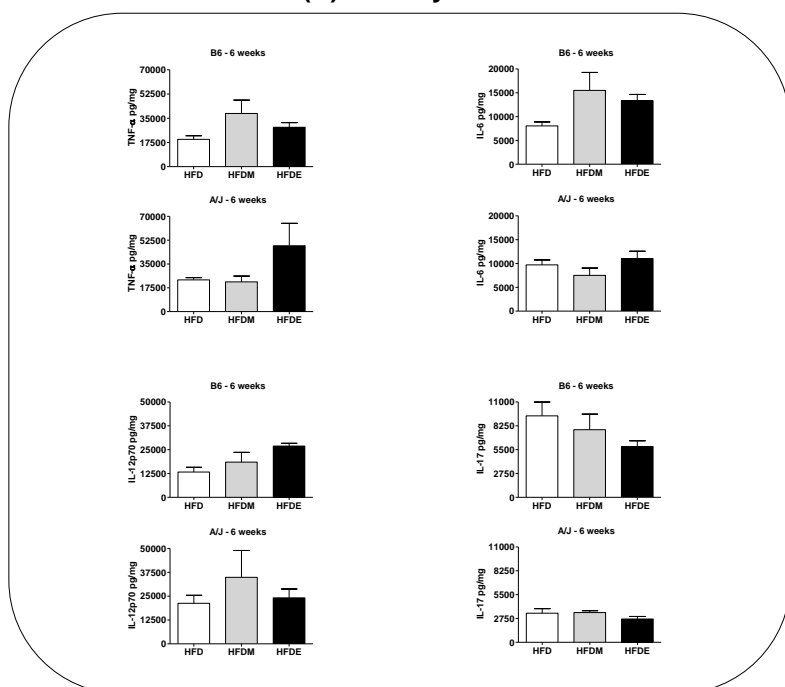 B6 - 6 weeks
TNF-α pg/mg
70000
52500
35000
17500
0
HFD HFDM HFDE
B6 - 6 weeks
IL-6 pg/mg
20000
15000
10000
5000
0
HFD HFDM HFDE
A/J - 6 weeks
TNF-α pg/mg
70000
52500
35000
17500
0
HFD HFDM HFDE
A/J - 6 weeks
IL-6 pg/mg
20000
15000
10000
5000
0
HFD HFDM HFDE
B6 - 6 weeks
IL-12p70 pg/mg
50000
37500
25000
12500
0
HFD HFDM HFDE
B6 - 6 weeks
IL-17 pg/mg
11000
8250
5500
2750
0
HFD HFDM HFDE
A/J - 6 weeks
IL-12p70 pg/mg
50000
37500
25000
12500
0
HFD HFDM HFDE
A/J - 6 weeks
IL-17 pg/mg
11000
8250
5500
2750
0
HFD HFDM HFDE